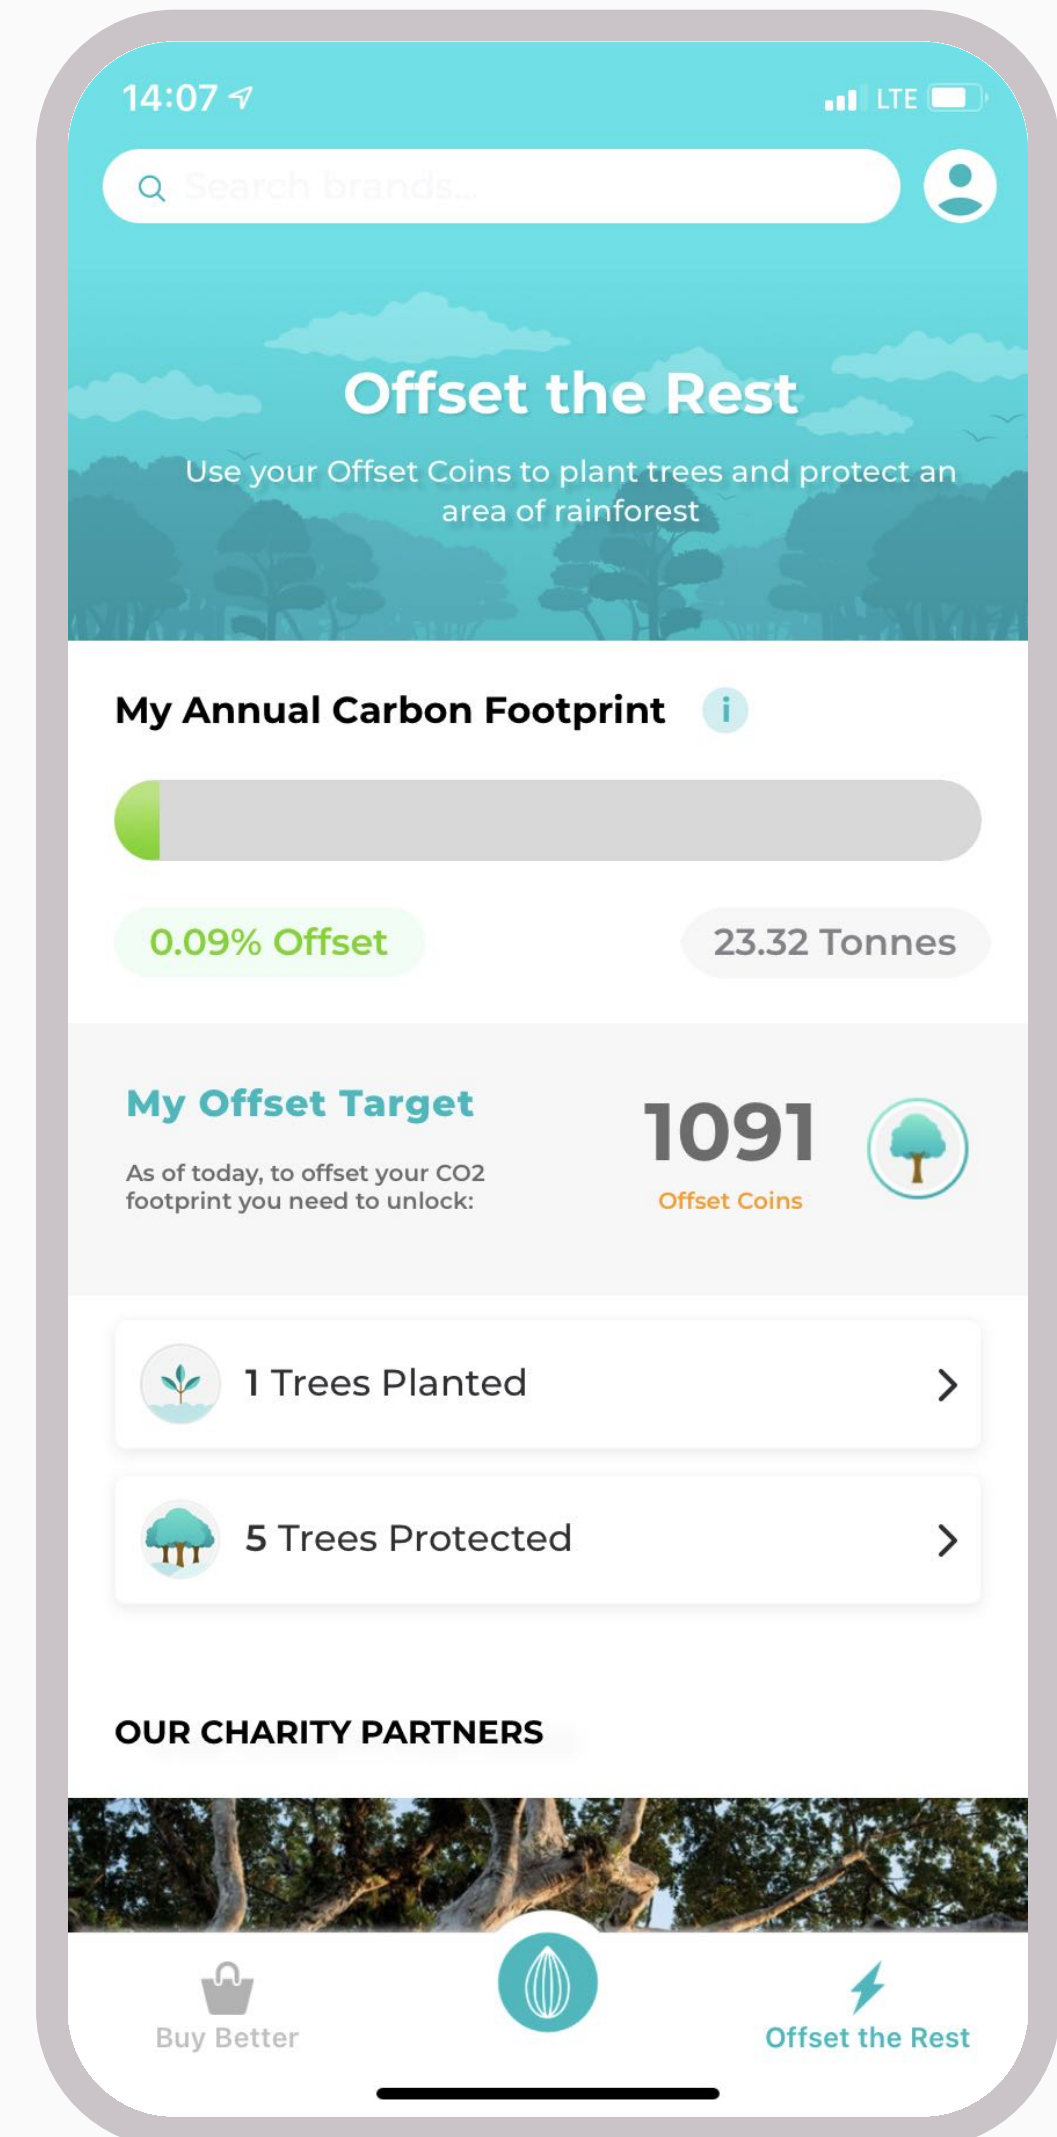 14:07
LTE
Search brands...
Offset the Rest
Use your Offset Coins to plant trees and protect an
area of rainforest
My Annual Carbon Footprint i
0.09% Offset
23.32 Tonnes
My Offset Target
As of today, to offset your CO2
footprint you need to unlock:
1091
Offset Coins
1 Trees Planted
5 Trees Protected
OUR CHARITY PARTNERS
Buy Better
Offset the Rest